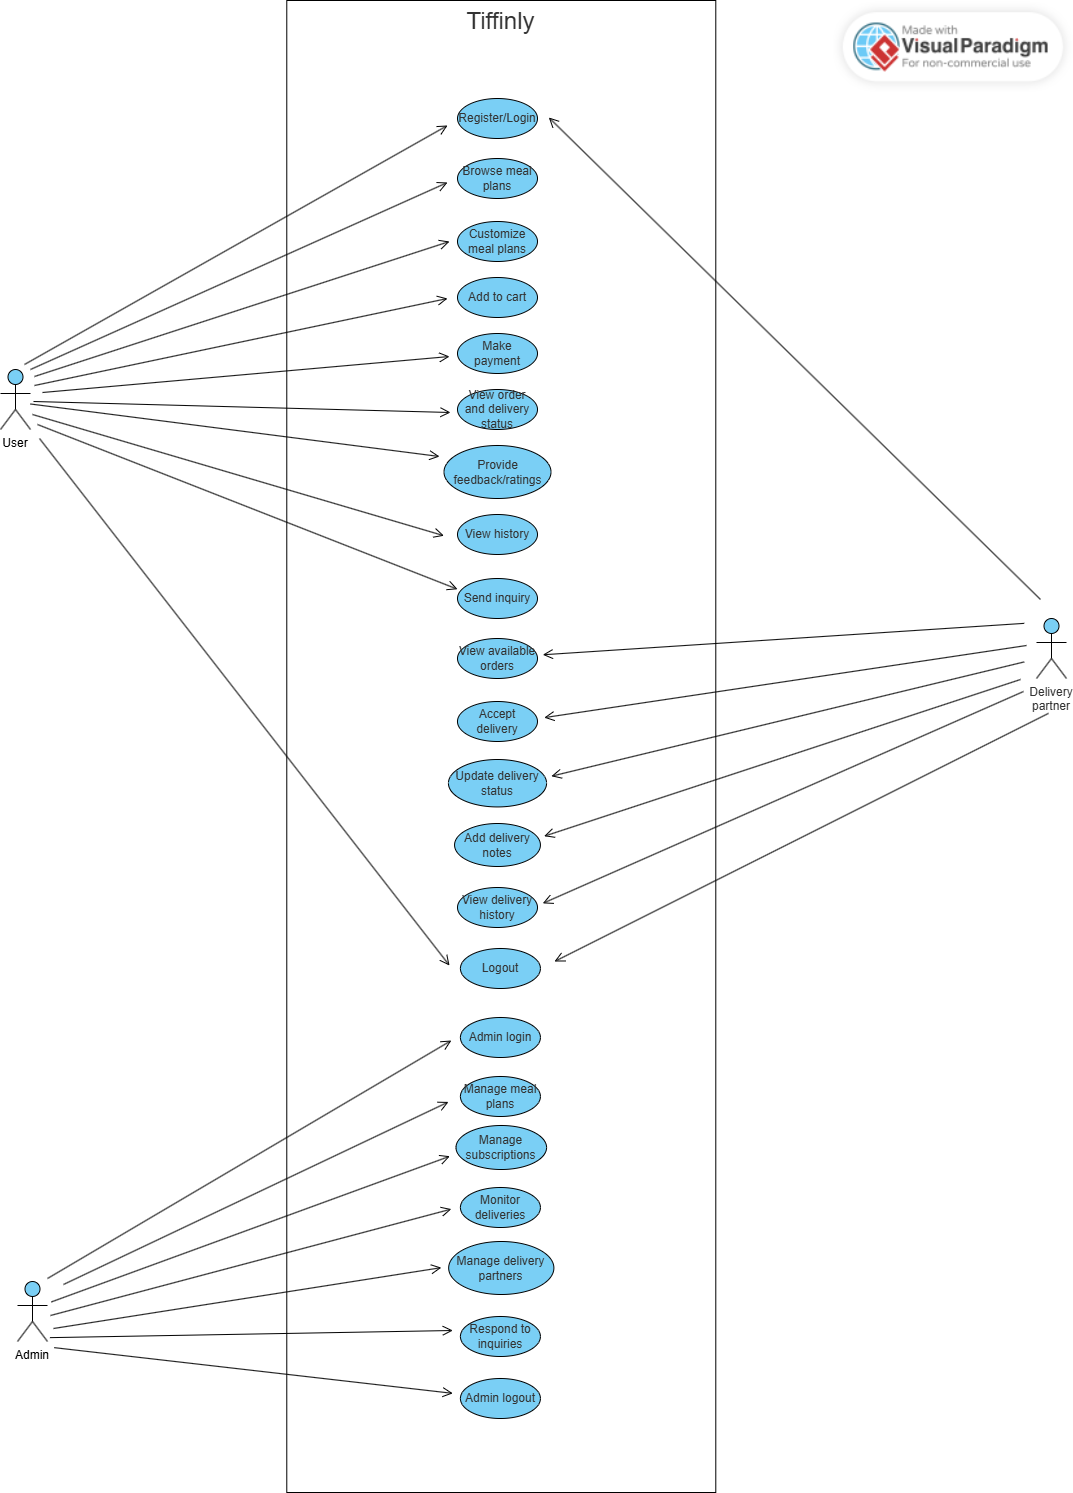 Tiffinly
Made with
Visual Paradigm
For non-commercial use
Register/Login
Browse meal
plans
Customize
meal plans
Add to cart
Make
payment
View order
and delivery
status
User
Provide
feedback/ratings
View history
Send inquiry
View available
orders
Delivery
partner
Accept
delivery
Update delivery
status
Add delivery
notes
View delivery
history
Logout
Admin login
Manage meal
plans
Manage
subscriptions
Monitor
deliveries
Manage delivery
partners
Respond to
inquiries
Admin
Admin logout